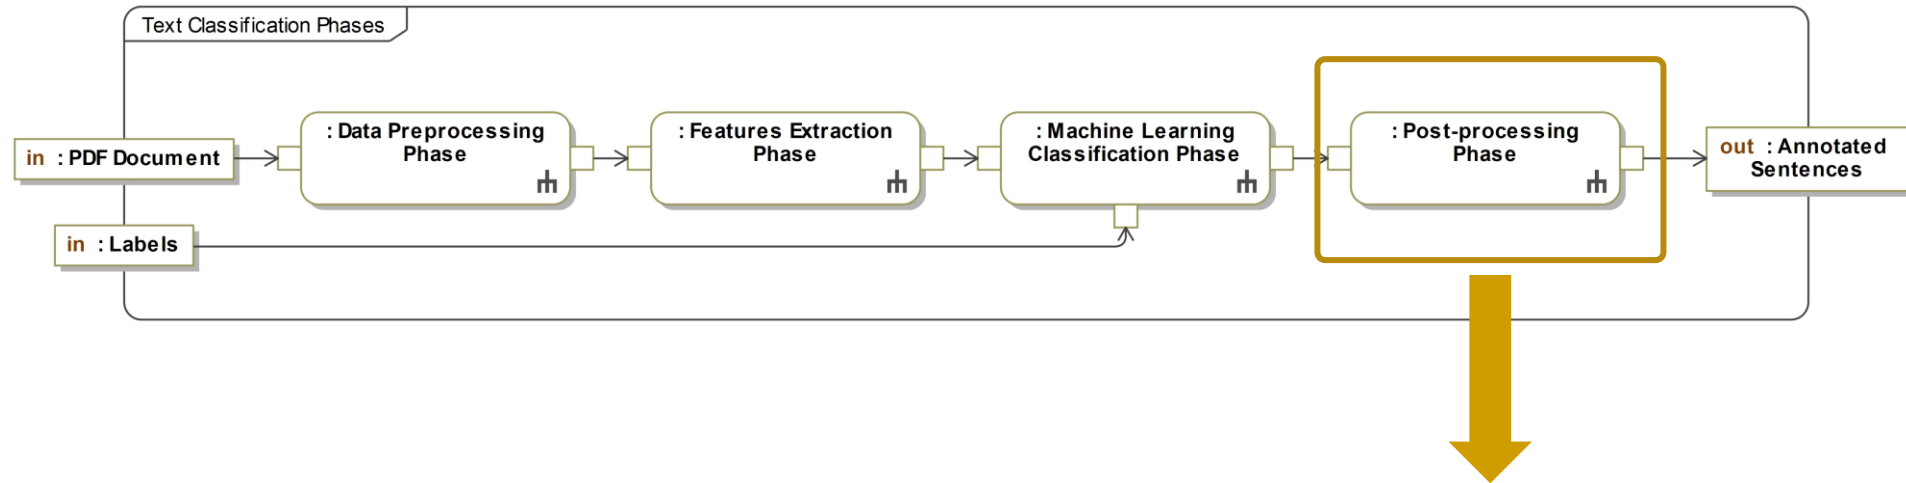 Text Classification Phases
in : PDF Document
: Data Preprocessing
Phase
: Features Extraction
Phase
: Machine Learning
Classification Phase
: Post-processing
Phase
out : Annotated
Sentences
in : Labels